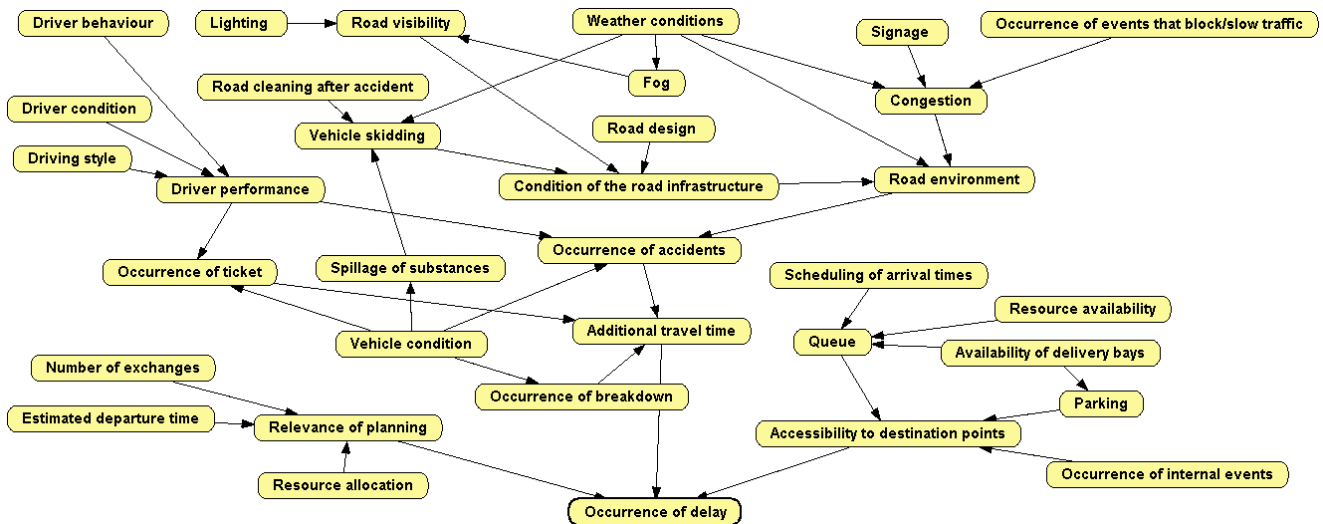 Driver behaviour
Lighting
Road visibility
Weather conditions
Signage
Occurrence of events that block/slow traffic
Road cleaning after accident
Fog
Congestion
Driver condition
Vehicle skidding
Road design
Driving style
Driver performance
Condition of the road infrastructure
Road environment
Occurrence of accidents
Occurrence of ticket
Spillage of substances
Scheduling of arrival times
Resource availability
Additional travel time
Vehicle condition
Queue
Availability of delivery bays
Number of exchanges
Occurrence of breakdown
Parking
Estimated departure time
Relevance of planning
Accessibility to destination points
Resource allocation
Occurrence of internal events
Occurrence of delay